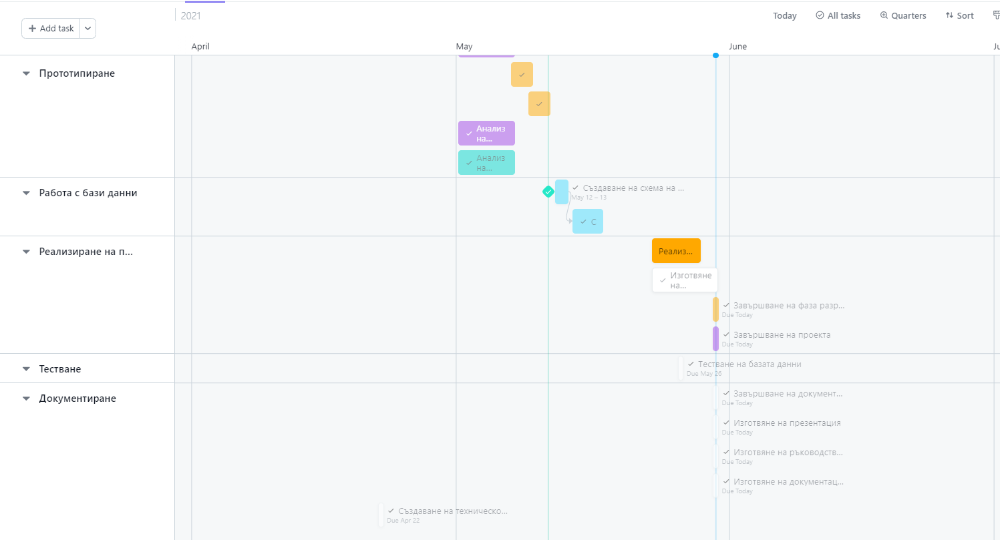 2021
Today
All tasks
Quarters
Sort
Add task
April
May
June
Прототипиране
Анализ
на...
Анализ
на...
Работа с бази данни
Създаване на схема на ...
May 12 – 13
С
Реализиране на п...
Реализ...
Изготвяне
на...
Завършване на фаза разр...
Due Today
Завършване на проекта
Due Today
Тестване
Тестване на базата данни
Due May 26
Документиране
Завършване на документ...
Due Today
Изготвяне на презентация
Due Today
Изготвяне на ръководств...
Due Today
Изготвяне на документац...
Due Today
Създаване на техническо...
Due Apr 22